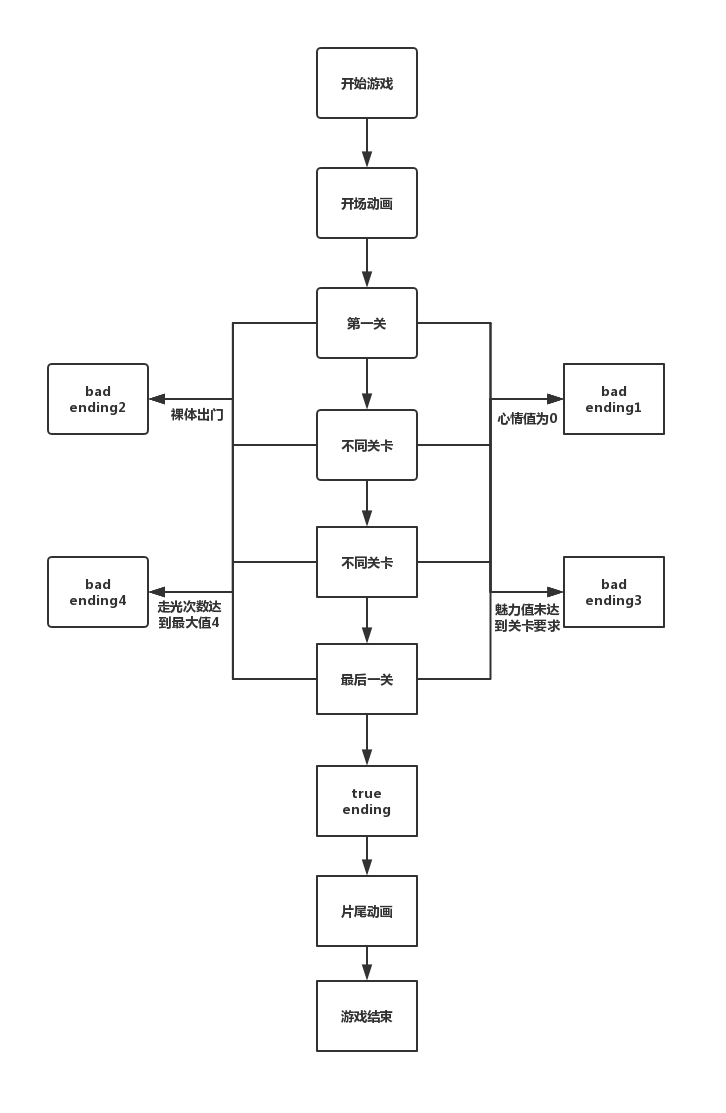 开始游戏
开场动画
第一关
bad
ending2
裸体出门
bad
ending1
心情值为0
不同关卡
不同关卡
bad
ending4
走光次数达
到最大值4
bad
ending3
魅力值未达
到关卡要求
最后一关
true
ending
片尾动画
游戏结束